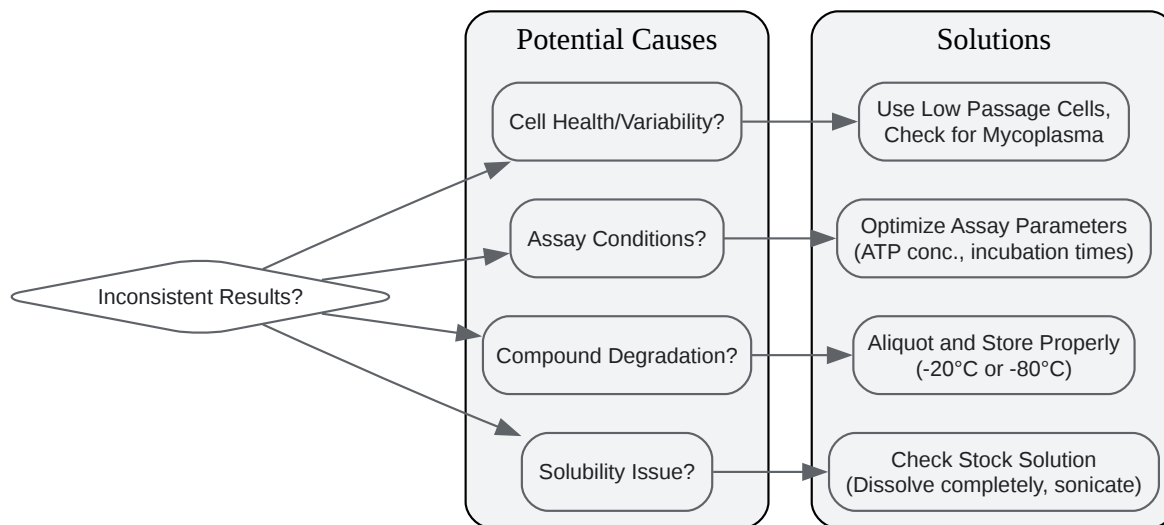 Potential Causes
Solutions
Cell Health/Variability?
Use Low Passage Cells,
Check for Mycoplasma
Assay Conditions?
Optimize Assay Parameters
(ATP conc., incubation times)
Inconsistent Results?
Compound Degradation?
Aliquot and Store Properly
(-20°C or -80°C)
Solubility Issue?
Check Stock Solution
(Dissolve completely, sonicate)